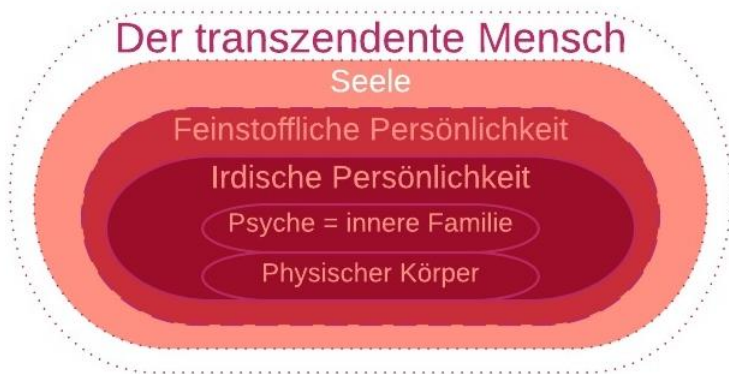 Der transzendente Mensch
Seele
Feinstoffliche Persönlichkeit
Irdische Persönlichkeit
Psyche = innere Familie
Physischer Körper